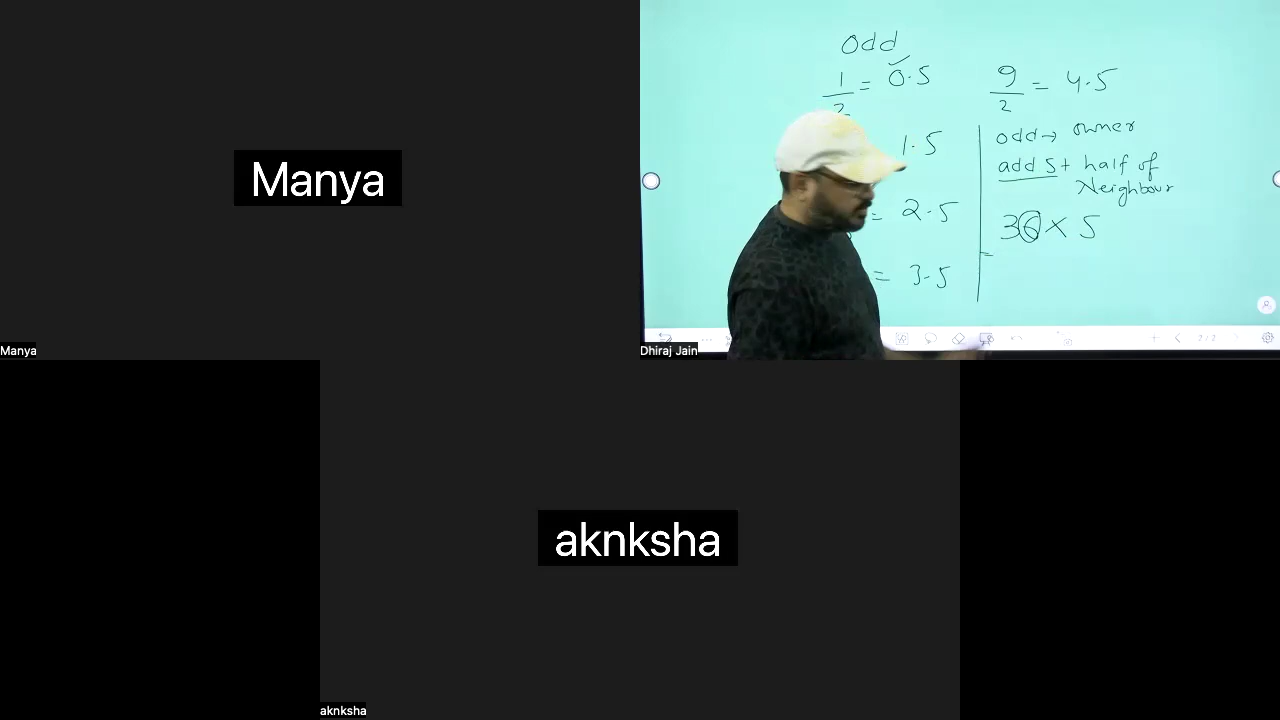 Manya
Manya
Odd
1/2 = 0.5
9/2 = 4.5
1.5
= 2.5
= 3.5
odd → owner
add 5 + half of
Neighbour
36 × 5
=
Dhiraj Jain
aknksha
aknksha